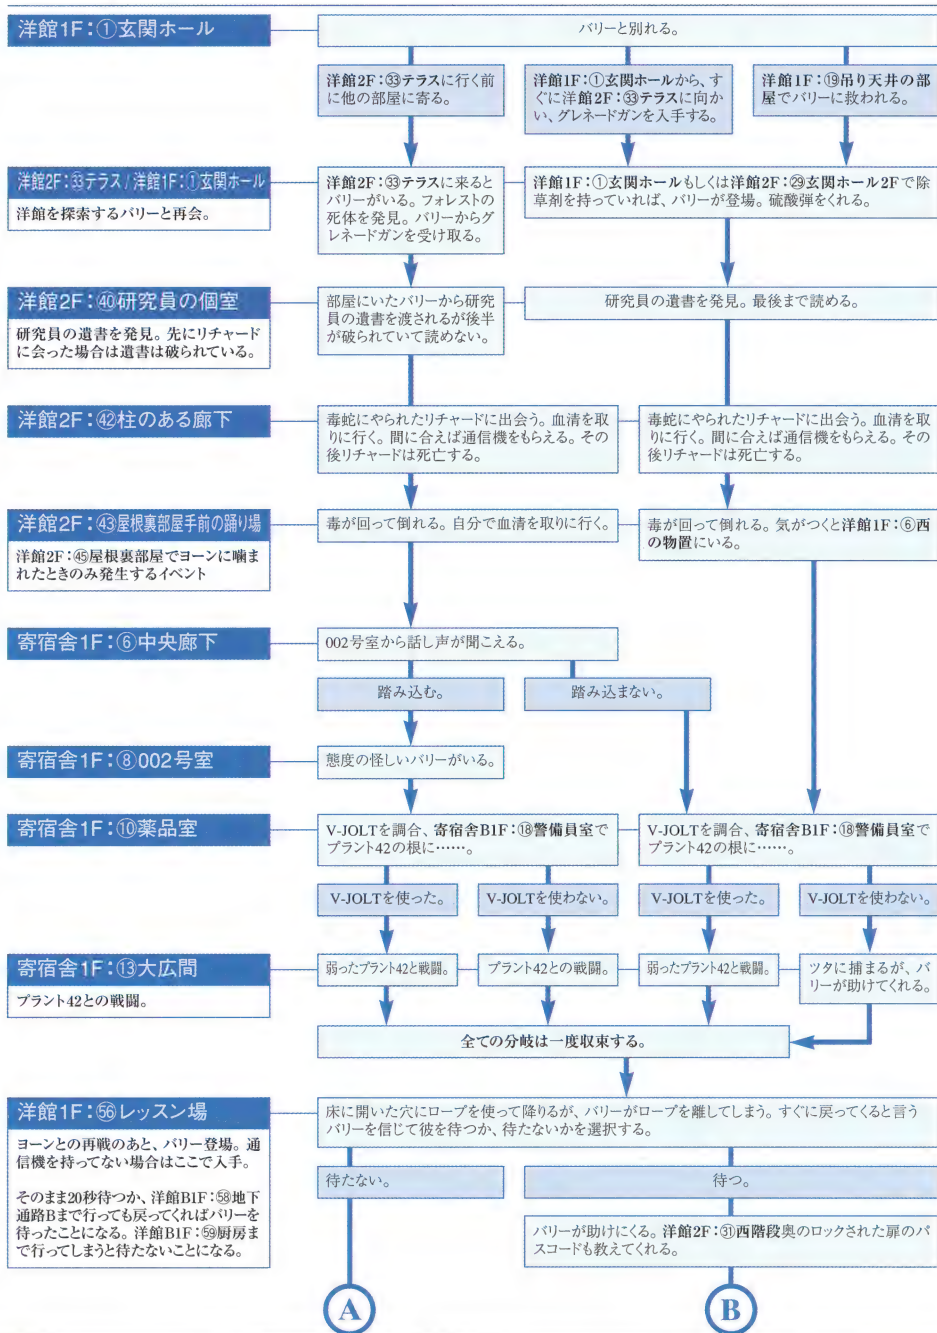 洋館1F：①玄関ホール
バリーと別れる。
洋館2F：㉝テラスに行く前
に他の部屋に寄る。
洋館1F：①玄関ホールから、す
ぐに洋館2F：㉝テラスに向か
い、グレネードガンを入手する。
洋館1F：⑲吊り天井の部
屋でバリーに救われる。
洋館2F：㉝テラス / 洋館1F：①玄関ホール
洋館を探索するバリーと再会。
洋館2F：㉝テラスに来ると
バリーがいる。フォレストの
死体を発見。バリーからグ
レネードガンを受け取る。
洋館1F：①玄関ホールもしくは洋館2F：㉙玄関ホール2Fで除
草剤を持っていれば、バリーが登場。硫酸弾をくれる。
洋館2F：㊵研究員の個室
研究員の遺書を発見。先にリチャード
に会った場合は遺書は破られている。
部屋にいたバリーから研究
員の遺書を渡されるが後半
が破られていて読めない。
研究員の遺書を発見。最後まで読める。
洋館2F：㊷柱のある廊下
毒蛇にやられたリチャードに出会う。血清を取
りに行く。間に合えば通信機をもらえる。その
後リチャードは死亡する。
毒蛇にやられたリチャードに出会う。血清を取
りに行く。間に合えば通信機をもらえる。その
後リチャードは死亡する。
洋館2F：㊸屋根裏部屋手前の踊り場
洋館2F：㊺屋根裏部屋でヨーンに噛ま
れたときのみ発生するイベント
毒が回って倒れる。自分で血清を取りに行く。
毒が回って倒れる。気がつくと洋館1F：⑥西
の物置にいる。
寄宿舎1F：⑥中央廊下
002号室から話し声が聞こえる。
踏み込む。
踏み込まない。
寄宿舎1F：⑧002号室
態度の怪しいバリーがいる。
寄宿舎1F：⑩薬品室
V-JOLTを調合、寄宿舎B1F：⑱警備員室で
プラント42の根に……。
V-JOLTを調合、寄宿舎B1F：⑱警備員室で
プラント42の根に……。
V-JOLTを使った。
V-JOLTを使わない。
V-JOLTを使った。
V-JOLTを使わない。
寄宿舎1F：⑬大広間
プラント42との戦闘。
弱ったプラント42と戦闘。
プラント42との戦闘。
弱ったプラント42と戦闘。
ツタに捕まるが、バ
リーが助けてくれる。
全ての分岐は一度収束する。
洋館1F：56レッスン場
ヨーンとの再戦のあと、バリー登場。通
信機を持ってない場合はここで入手。
そのまま20秒待つか、洋館B1F：58地下
通路Bまで行っても戻ってくればバリーを
待ったことになる。洋館B1F：59厨房ま
で行ってしまうと待たないことになる。
床に開いた穴にロープを使って降りるが、バリーがロープを離してしまう。すぐに戻ってくると言う
バリーを信じて彼を待つか、待たないかを選択する。
待たない。
待つ。
バリーが助けにくる。洋館2F：㉛西階段奥のロックされた扉のパ
スコードも教えてくれる。
A
B